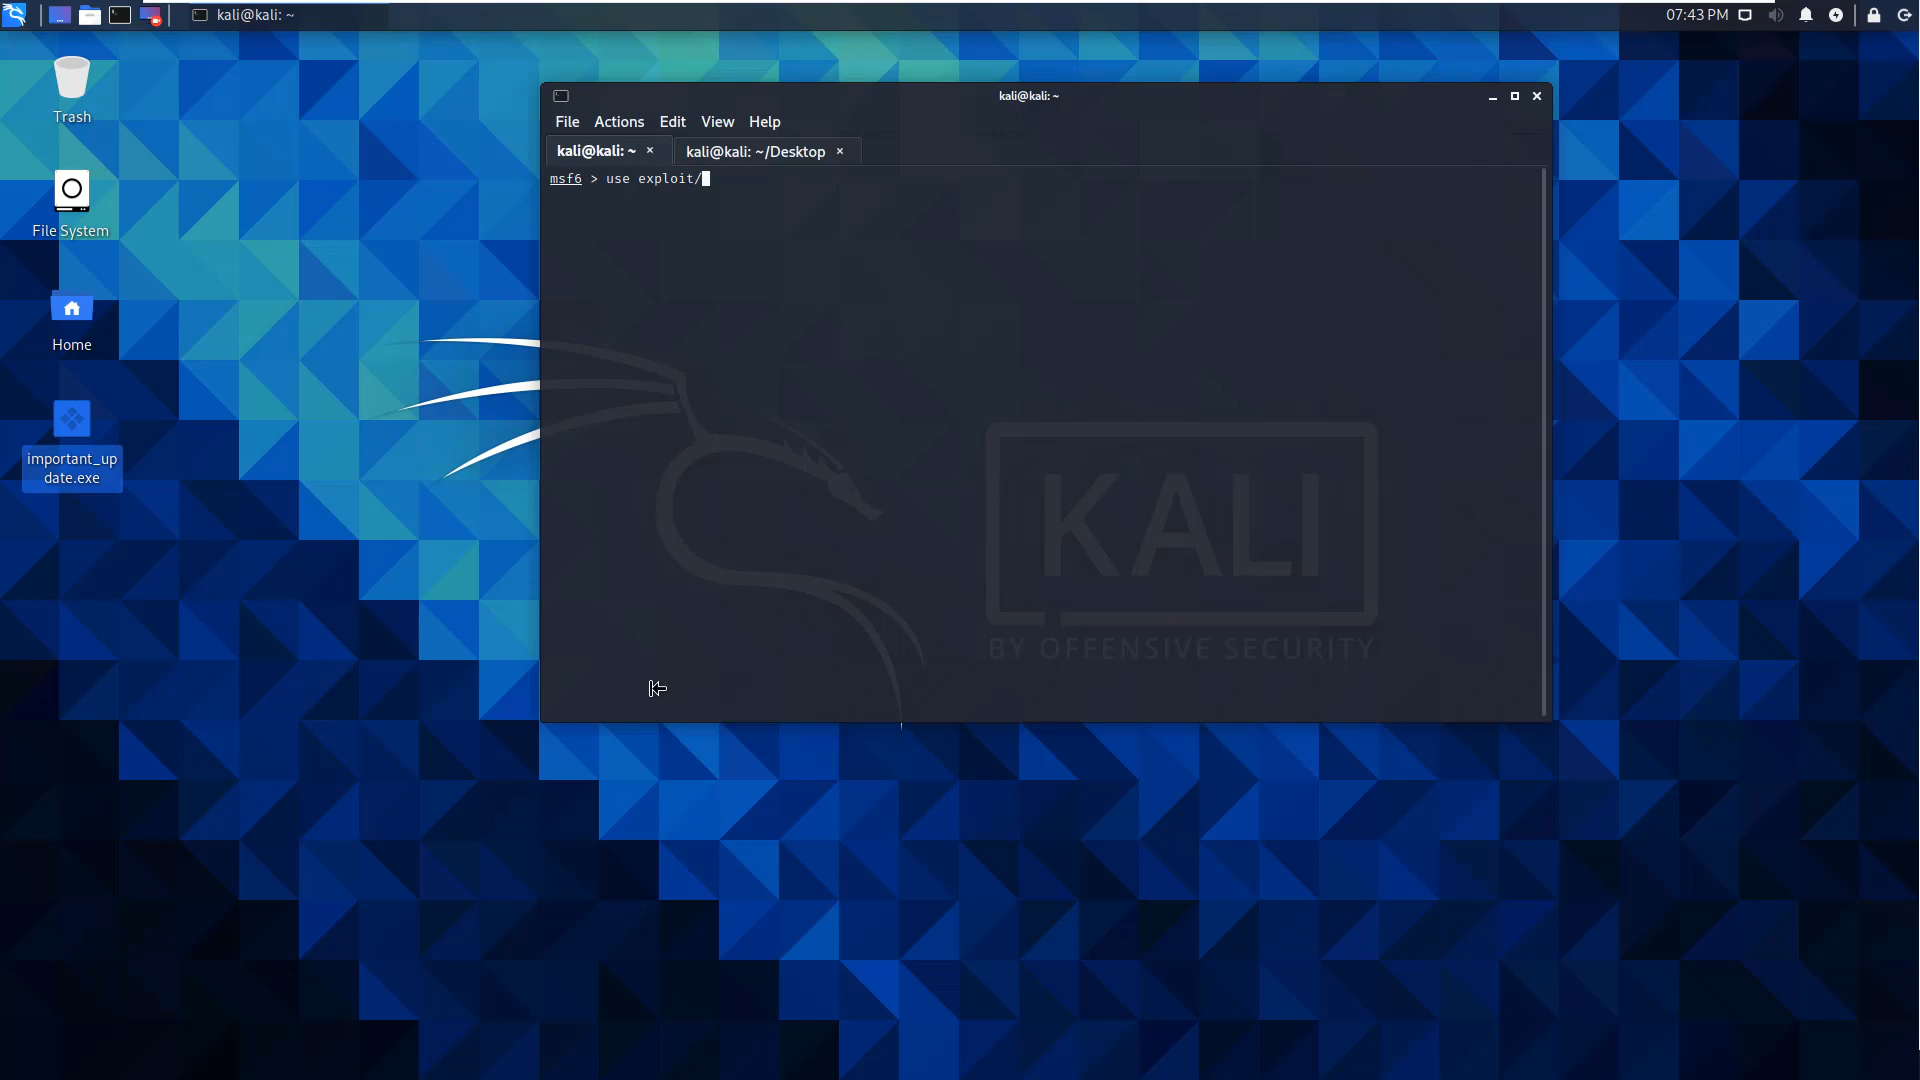 kali@kali: ~
07:43 PM
Trash
File System
Home
important_up
date.exe
kali@kali: ~
File Actions Edit View Help
kali@kali: ~ × kali@kali: ~/Desktop ×
msf6 > use exploit/
KALI
BY OFFENSIVE SECURITY